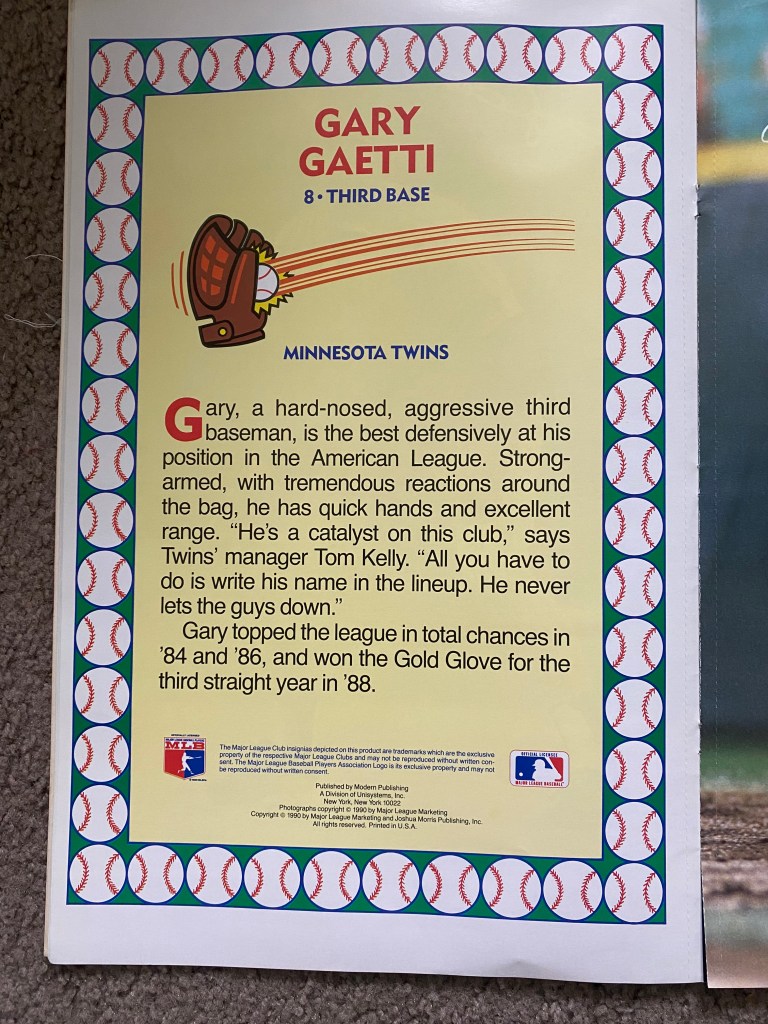 GARY
GAETTI
8 • THIRD BASE
MINNESOTA TWINS
Gary, a hard-nosed, aggressive third
baseman, is the best defensively at his
position in the American League. Strong-
armed, with tremendous reactions around
the bag, he has quick hands and excellent
range. “He’s a catalyst on this club,” says
Twins’ manager Tom Kelly. “All you have to
do is write his name in the lineup. He never
lets the guys down.”
Gary topped the league in total chances in
’84 and ’86, and won the Gold Glove for the
third straight year in ’88.
MLB
The Major League Club insignias depicted on this product are trademarks which are the exclusive
property of the respective Major League Clubs and may not be reproduced without written con-
sent. The Major League Baseball Players Association Logo is its exclusive property and may not
be reproduced without written consent.
OFFICIAL LICENSEE
MAJOR LEAGUE BASEBALL
Published by Modern Publishing
A Division of Unisystems, Inc.
New York, New York 10022
Photographs copyright © 1990 by Major League Marketing
Copyright © 1990 by Major League Marketing and Joshua Morris Publishing, Inc.
All rights reserved. Printed in U.S.A.